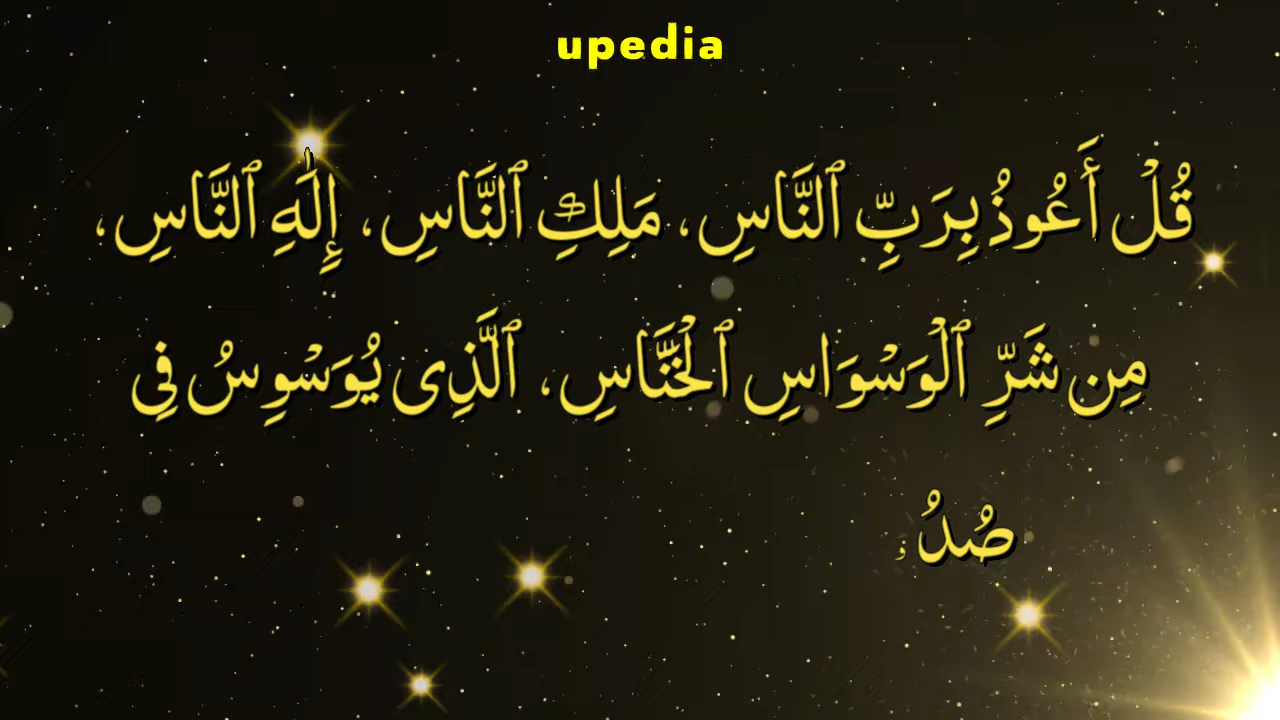 upedia
قُلْ أَعُوذُ بِرَبِّ ٱلنَّاسِ، مَلِكِ ٱلنَّاسِ، إِلَٰهِ ٱلنَّاسِ،
مِن شَرِّ ٱلْوَسْوَاسِ ٱلْخَنَّاسِ، ٱلَّذِى يُوَسْوِسُ فِى
صُدُو